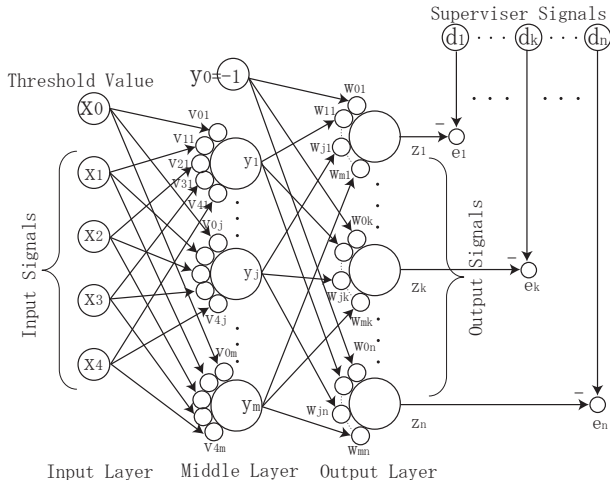 Superviser Signals
d1 ··· dk ··· dn
Threshold Value
y0=-1
X0
X1
X2
X3
X4
Input Signals
v01
v11
v21
v31
v41
v0j
v4j
v0m
v4m
y1
yj
ym
w01
w11
wj1
wm1
w0k
wjk
wmk
w0n
wjn
wmn
z1
zk
zn
−
e1
−
ek
−
en
Output Signals
Input Layer Middle Layer Output Layer